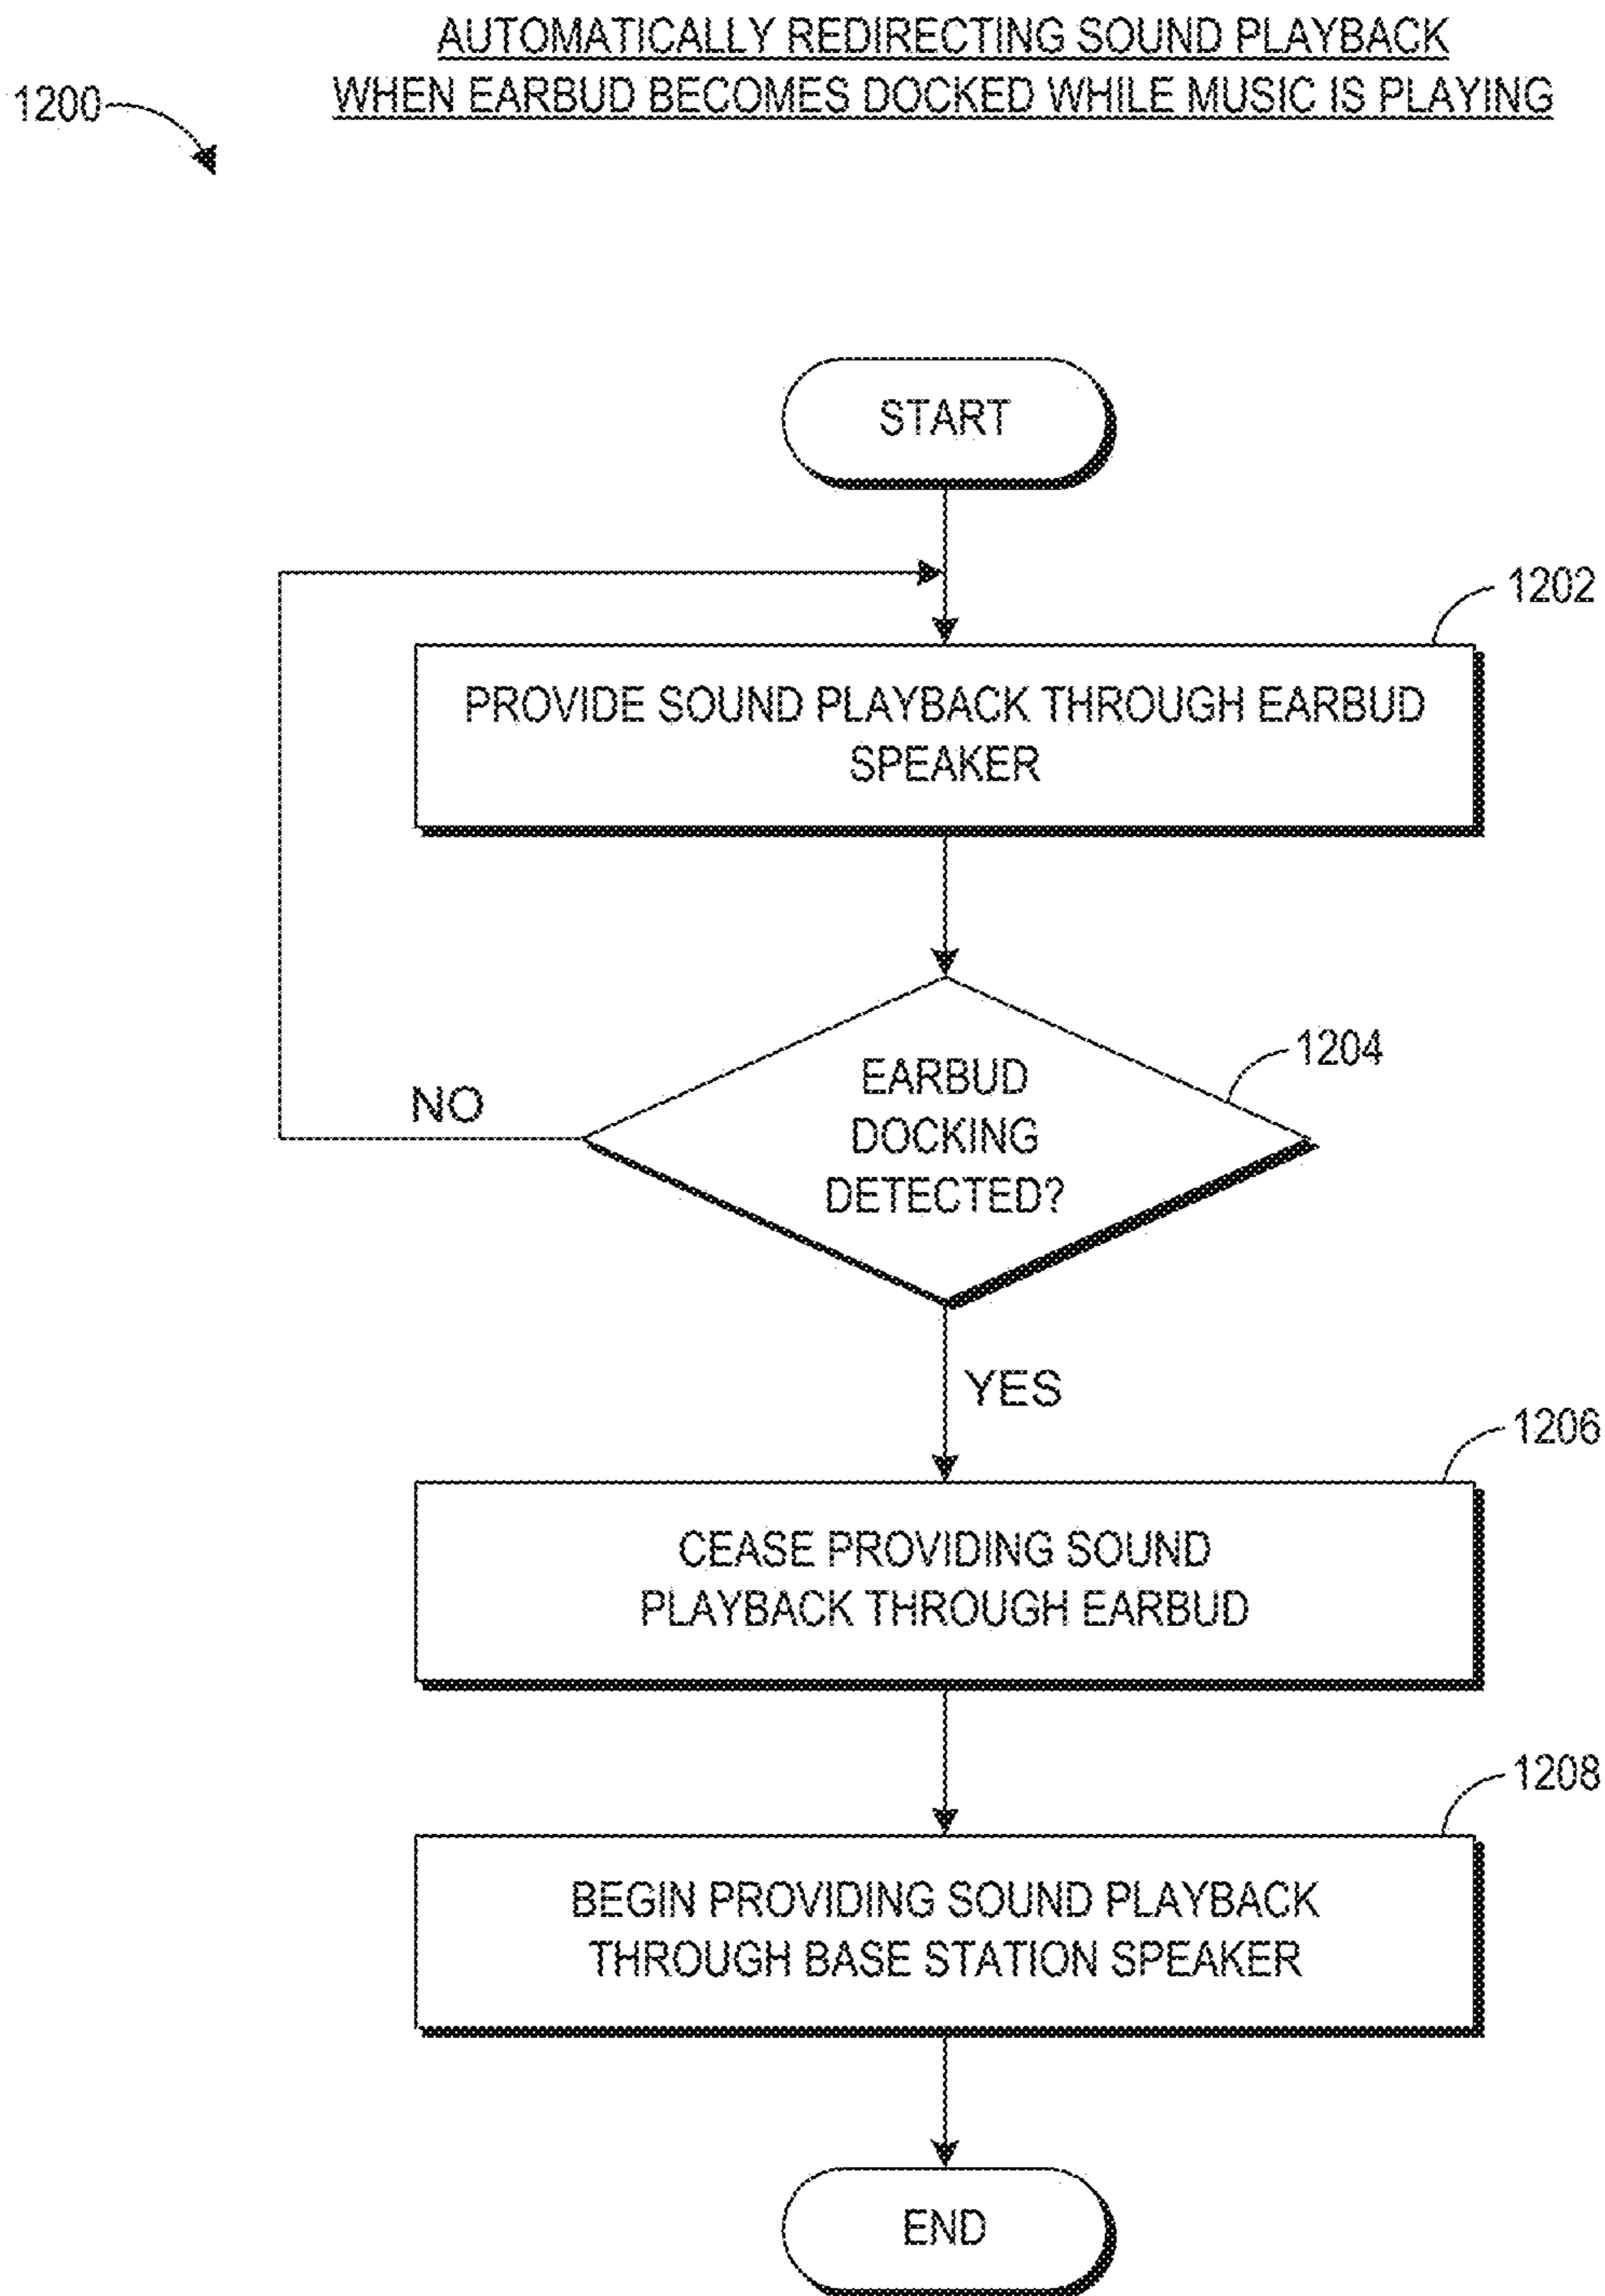 AUTOMATICALLY REDIRECTING SOUND PLAYBACK
WHEN EARBUD BECOMES DOCKED WHILE MUSIC IS PLAYING
1200
START
1202
PROVIDE SOUND PLAYBACK THROUGH EARBUD
SPEAKER
1204
EARBUD
DOCKING
DETECTED?
NO
YES
1206
CEASE PROVIDING SOUND
PLAYBACK THROUGH EARBUD
1208
BEGIN PROVIDING SOUND PLAYBACK
THROUGH BASE STATION SPEAKER
END